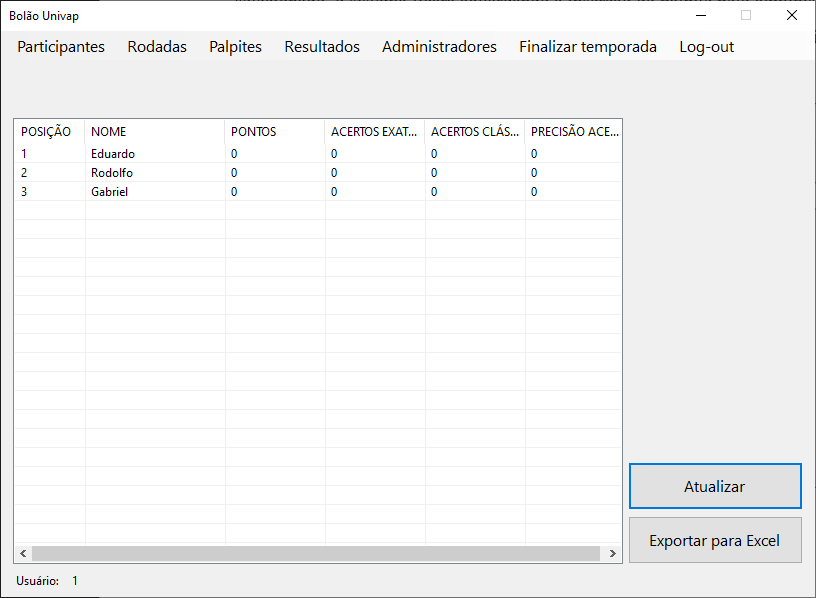 Bolão Univap
Participantes Rodadas Palpites Resultados Administradores Finalizar temporada Log-out
POSIÇÃO NOME PONTOS ACERTOS EXAT... ACERTOS CLÁS... PRECISÃO ACE...
1 Eduardo 0 0 0 0
2 Rodolfo 0 0 0 0
3 Gabriel 0 0 0 0
Atualizar
Exportar para Excel
Usuário: 1